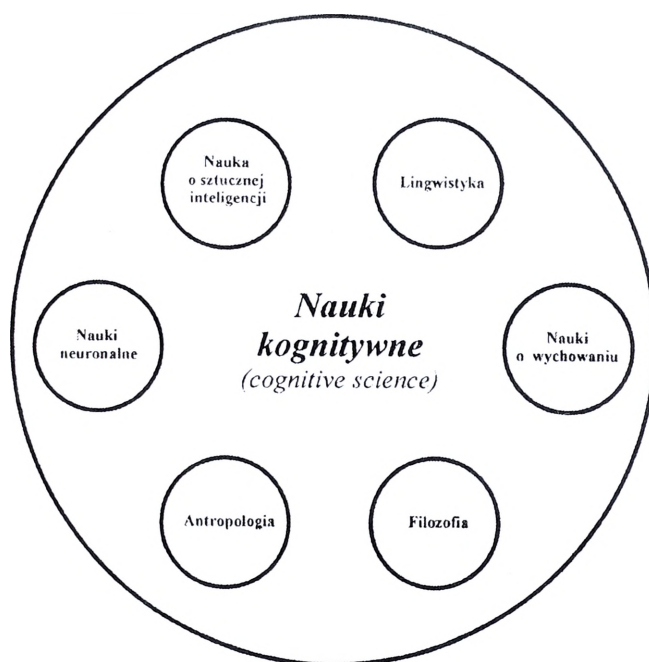 Nauka
o sztucznej
inteligencji
Lingwistyka
Nauki
neuronalne
Nauki
kognitywne
(cognitive science)
Nauki
o wychowaniu
Antropologia
Filozofia